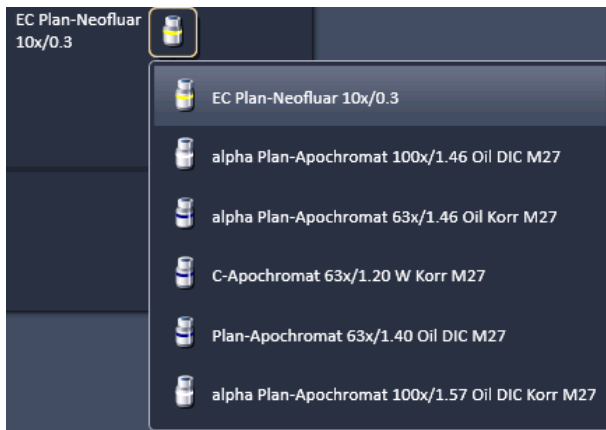 EC Plan-Neofluar
10x/0.3
EC Plan-Neofluar 10x/0.3
alpha Plan-Apochromat 100x/1.46 Oil DIC M27
alpha Plan-Apochromat 63x/1.46 Oil Korr M27
C-Apochromat 63x/1.20 W Korr M27
Plan-Apochromat 63x/1.40 Oil DIC M27
alpha Plan-Apochromat 100x/1.57 Oil DIC Korr M27